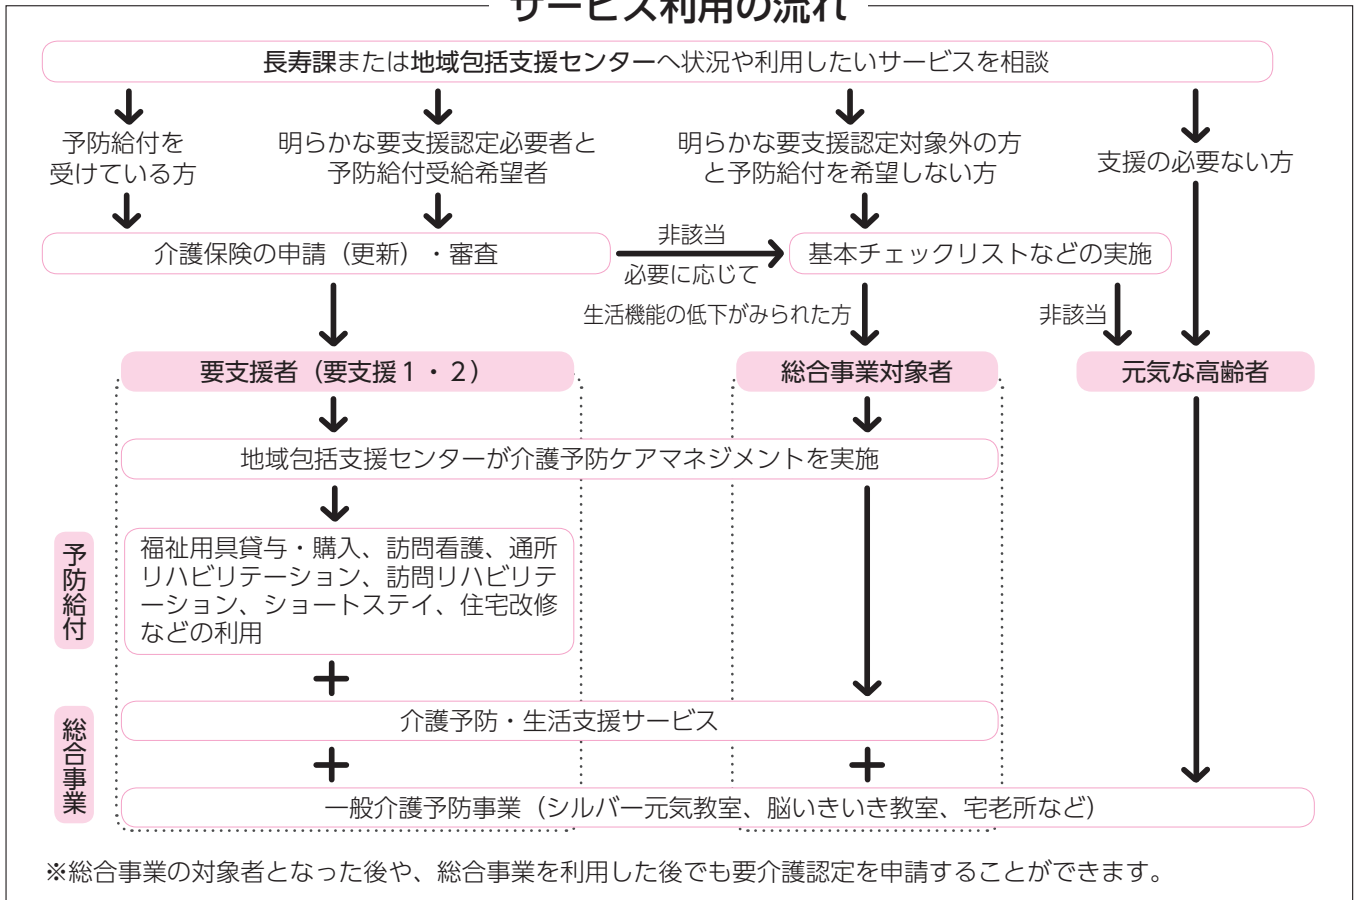 サービス利用の流れ
長寿課または地域包括支援センターへ状況や利用したいサービスを相談
予防給付を
受けている方
明らかな要支援認定必要者と
予防給付受給希望者
明らかな要支援認定対象外の方
と予防給付を希望しない方
支援の必要ない方
介護保険の申請（更新）・審査
非該当
必要に応じて
基本チェックリストなどの実施
生活機能の低下がみられた方
非該当
要支援者（要支援１・２）
総合事業対象者
元気な高齢者
地域包括支援センターが介護予防ケアマネジメントを実施
予防給付
福祉用具貸与・購入、訪問看護、通所
リハビリテーション、訪問リハビリテ
ーション、ショートステイ、住宅改修
などの利用
総合事業
介護予防・生活支援サービス
一般介護予防事業（シルバー元気教室、脳いきいき教室、宅老所など）
※総合事業の対象者となった後や、総合事業を利用した後でも要介護認定を申請することができます。